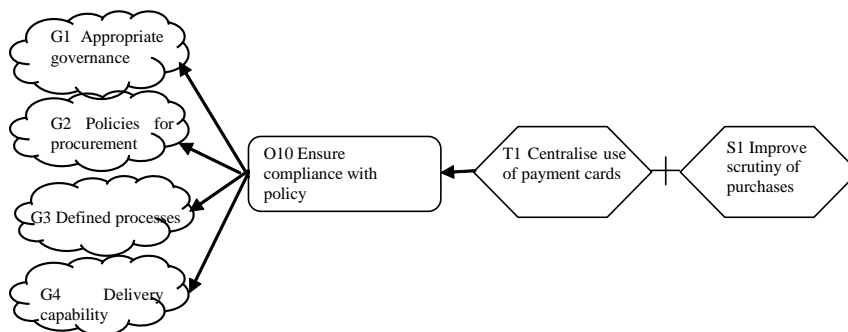 G1 Appropriate
governance
G2 Policies for
procurement
G3 Defined processes
G4 Delivery
capability
O10 Ensure
compliance with
policy
T1 Centralise use
of payment cards
S1 Improve
scrutiny of
purchases